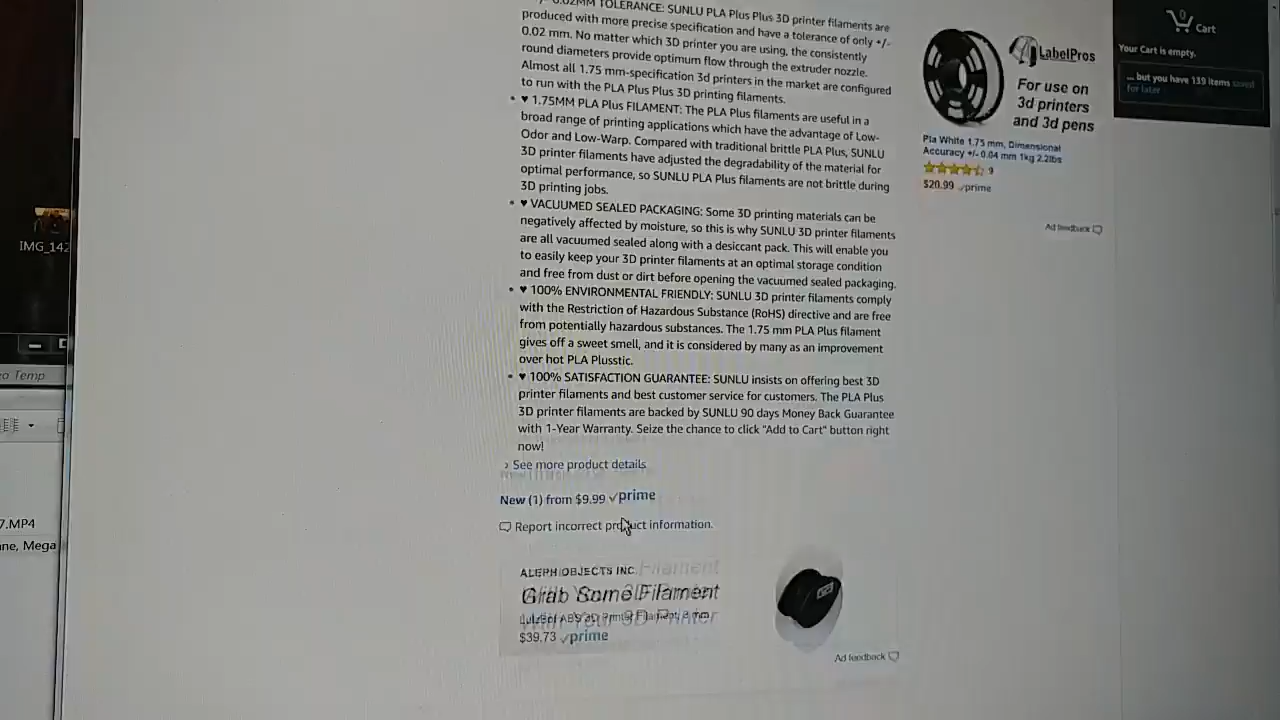 +/- 0.02MM TOLERANCE: SUNLU PLA Plus Plus 3D printer filaments are
produced with more precise specification and have a tolerance of only +/-
0.02 mm. No matter which 3D printer you are using, the consistently
round diameters provide optimum flow through the extruder nozzle.
Almost all 1.75 mm-specification 3d printers in the market are configured
to run with the PLA Plus Plus 3D printing filaments.
♥ 1.75MM PLA Plus FILAMENT: The PLA Plus filaments are useful in a
broad range of printing applications which have the advantage of Low-
Odor and Low-Warp. Compared with traditional brittle PLA Plus, SUNLU
3D printer filaments have adjusted the degradability of the material for
optimal performance, so SUNLU PLA Plus filaments are not brittle during
3D printing jobs.
♥ VACUUMED SEALED PACKAGING: Some 3D printing materials can be
negatively affected by moisture, so this is why SUNLU 3D printer filaments
are all vacuumed sealed along with a desiccant pack. This will enable you
to easily keep your 3D printer filaments at an optimal storage condition
and free from dust or dirt before opening the vacuumed sealed packaging.
♥ 100% ENVIRONMENTAL FRIENDLY: SUNLU 3D printer filaments comply
with the Restriction of Hazardous Substance (RoHS) directive and are free
from potentially hazardous substances. The 1.75 mm PLA Plus filament
gives off a sweet smell, and it is considered by many as an improvement
over hot PLA Plusstic.
♥ 100% SATISFACTION GUARANTEE: SUNLU insists on offering best 3D
printer filaments and best customer service for customers. The PLA Plus
3D printer filaments are backed by SUNLU 90 days Money Back Guarantee
with 1-Year Warranty. Seize the chance to click "Add to Cart" button right
now!
› See more product details
New (1) from $9.99 ✓prime
Report incorrect product information.
ALEPH OBJECTS INC.
Grab Some Filament
With Your 3D Printer
LulzBot ABS 3D Printer Filament, 3 mm
$39.73 ✓prime
Ad feedback
LabelPros
For use on
3d printers
and 3d pens
Pla White 1.75 mm, Dimensional
Accuracy +/- 0.04 mm 1kg 2.2lbs
9
$20.99 ✓prime
Ad feedback
0
Cart
Your Cart is empty.
... but you have 139 items saved
for later
IMG_142
eo Temp
7.MP4
ne, Mega